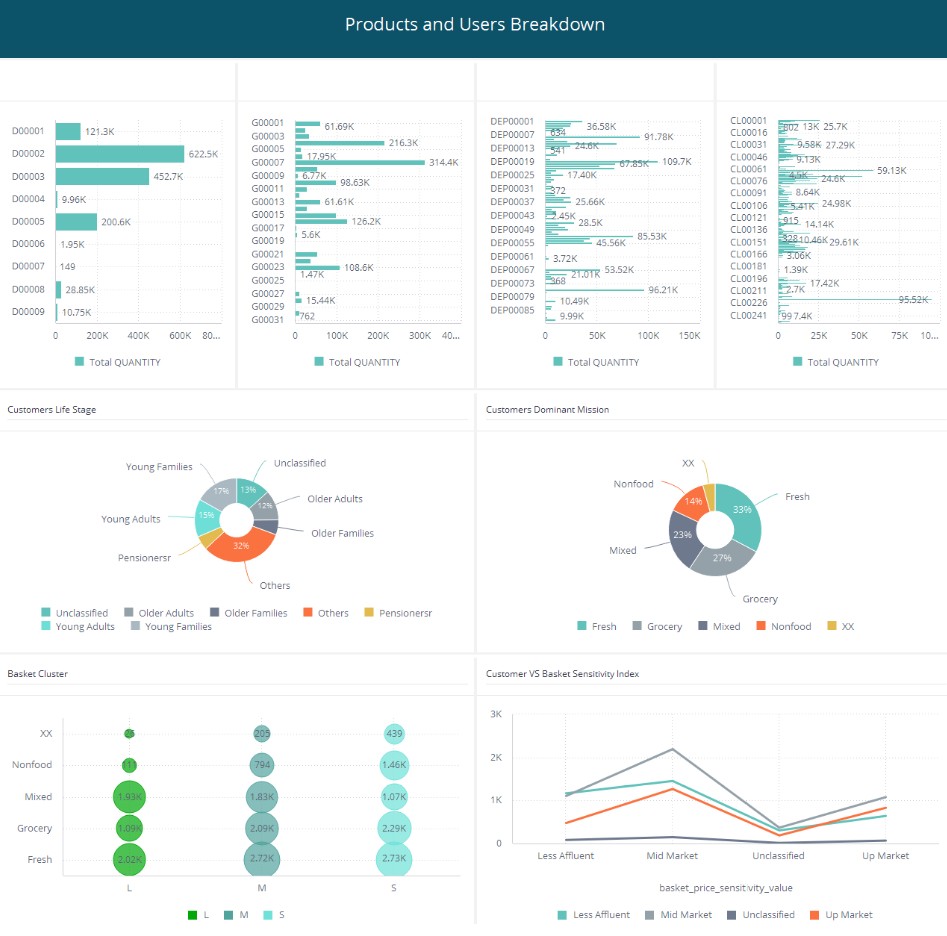 Products and Users Breakdown
D00001 121.3K
D00002 622.5K
D00003 452.7K
D00004 9.96K
D00005 200.6K
D00006 1.95K
D00007 149
D00008 28.85K
D00009 10.75K
0 200K 400K 600K 80...
Total QUANTITY
G00001 61.69K
G00003
G00005 216.3K
17.95K
G00007 314.4K
G00009 6.77K
G00011 98.63K
G00013 61.61K
G00015
G00017 126.2K
G00019 5.6K
G00021
G00023 108.6K
G00025 1.47K
G00027
G00029 15.44K
G00031 762
0 100K 200K 300K 40...
Total QUANTITY
DEP00001 36.58K
DEP00007 634 91.78K
DEP00013 541 24.6K
DEP00019 67.85K 109.7K
DEP00025 17.40K
DEP00031 372
DEP00037 25.66K
DEP00043 2.45K
DEP00049 28.5K
85.53K
DEP00055 45.56K
DEP00061 3.72K
DEP00067 53.52K
21.01K
DEP00073 368
96.21K
DEP00079 10.49K
DEP00085 9.99K
0 50K 100K 150K
Total QUANTITY
CL00001
CL00016 802 13K 25.7K
CL00031 9.58K 27.29K
CL00046 9.13K
CL00061 59.13K
CL00076 24.6K
CL00091 8.64K
CL00106 5.41K 24.98K
CL00121 915
CL00136 14.14K
CL00151 328 10.46K 29.61K
CL00166 3.06K
CL00181 1.39K
CL00196 17.42K
CL00211 2.7K
CL00226 95.52K
CL00241 99 7.4K
0 25K 50K 75K 10...
Total QUANTITY
Customers Life Stage
Young Families Unclassified
17% 13%
Older Adults
12%
Young Adults 15%
Older Families
Pensionersr
32%
Others
Unclassified Older Adults Older Families Others Pensionersr
Young Adults Young Families
Customers Dominant Mission
XX
Nonfood
Fresh
14% 33%
Mixed 23%
27%
Grocery
Fresh Grocery Mixed Nonfood XX
Basket Cluster
XX 205 439
Nonfood 111 794 1.46K
Mixed 1.93K 1.83K 1.07K
Grocery 1.09K 2.09K 2.29K
Fresh 2.02K 2.72K 2.73K
L M S
L M S
Customer VS Basket Sensitivity Index
3K
2K
1K
0
Less Affluent Mid Market Unclassified Up Market
basket_price_sensitivity_value
Less Affluent Mid Market Unclassified Up Market